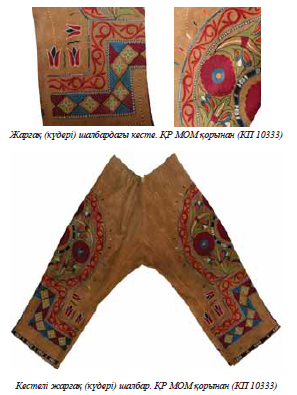 Жарғақ (күдері) шалбардағы кесте. ҚР МОМ қорынан (КП 10333)
Кестелі жарғақ (күдері) шалбар. ҚР МОМ қорынан (КП 10333)